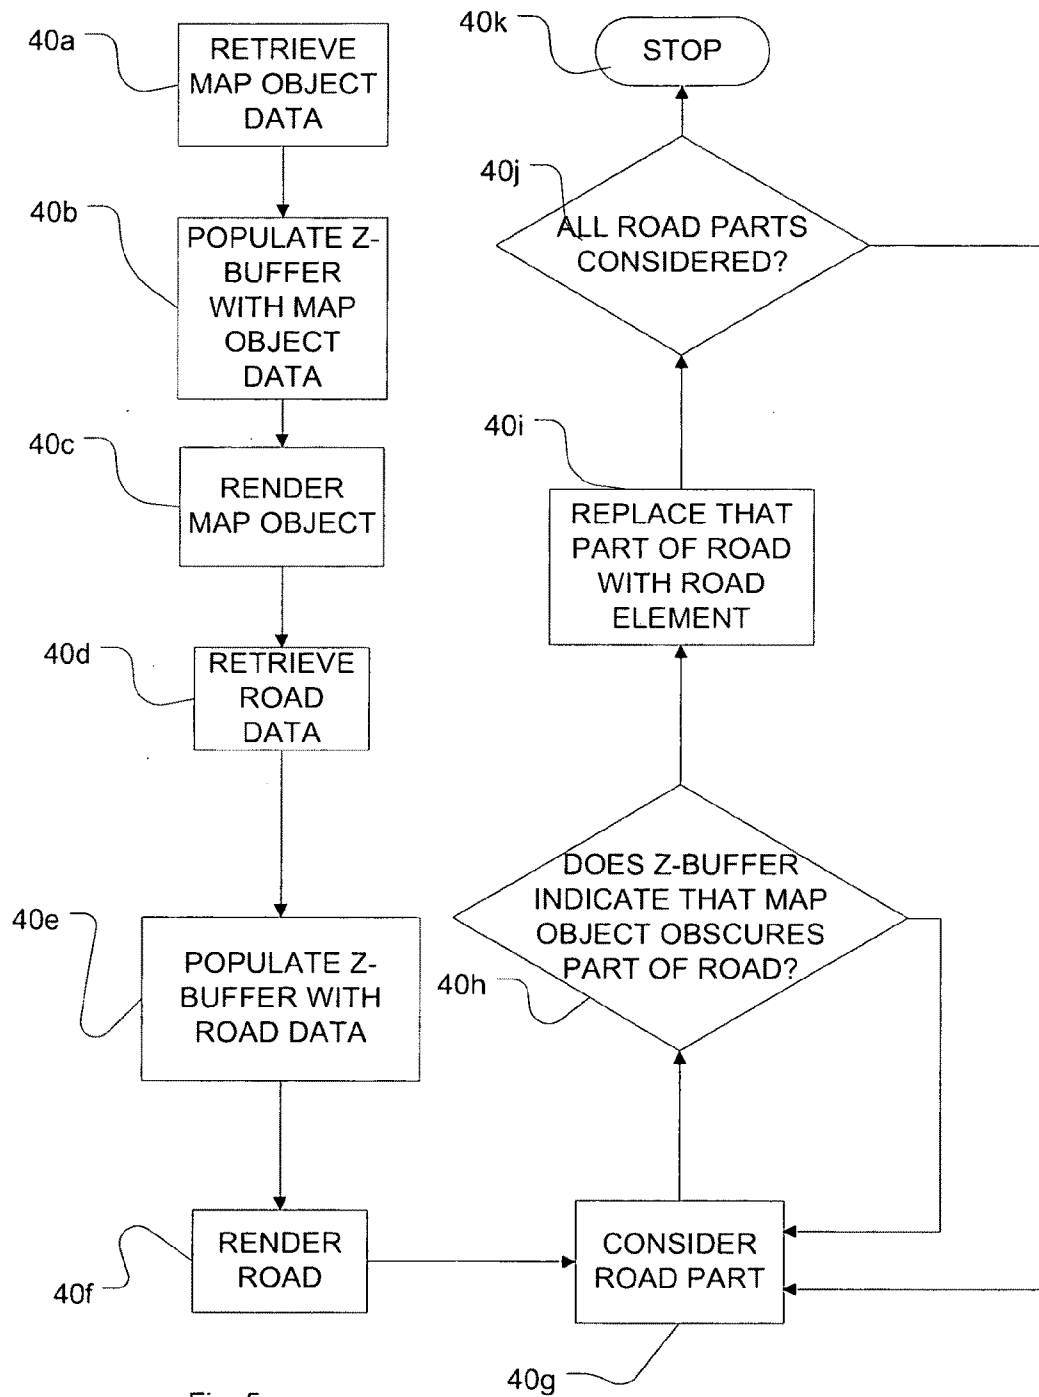 40a
RETRIEVE
MAP OBJECT
DATA
40b
POPULATE Z-
BUFFER
WITH MAP
OBJECT
DATA
40c
RENDER
MAP OBJECT
40d
RETRIEVE
ROAD
DATA
40e
POPULATE Z-
BUFFER WITH
ROAD DATA
40f
RENDER
ROAD
40k
STOP
40j
ALL ROAD PARTS
CONSIDERED?
40i
REPLACE THAT
PART OF ROAD
WITH ROAD
ELEMENT
DOES Z-BUFFER
INDICATE THAT MAP
OBJECT OBSCURES
PART OF ROAD?
40h
CONSIDER
ROAD PART
40g